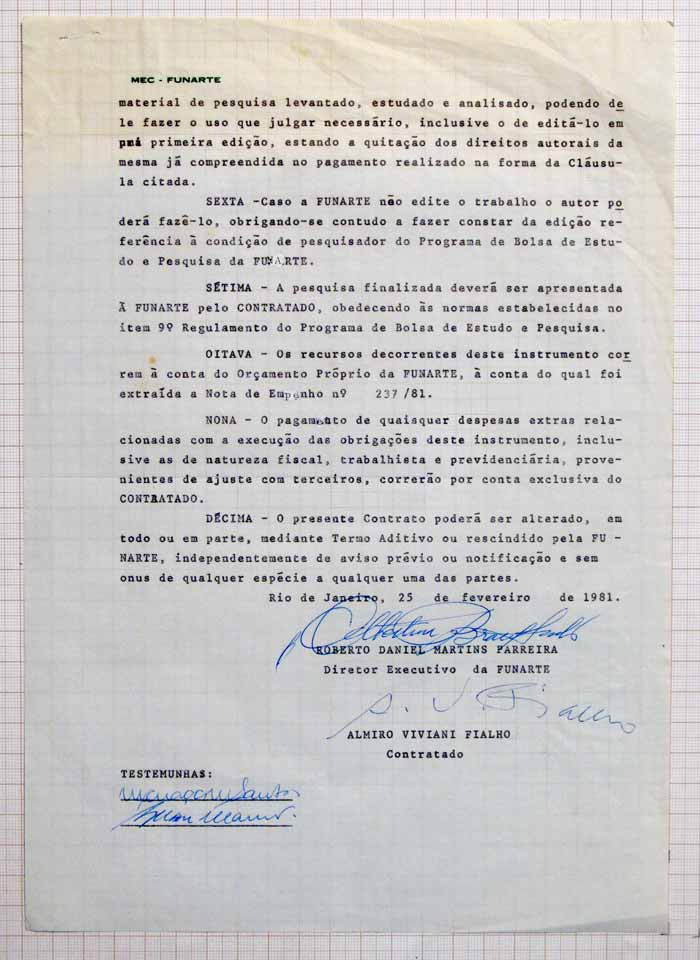 MEC - FUNARTE
material de pesquisa levantado, estudado e analisado, podendo de
le fazer o uso que julgar necessário, inclusive o de editá-lo em
primeira edição, estando a quitação dos direitos autorais da
mesma já compreendida no pagamento realizado na forma da Cláusu-
la citada.
SEXTA -Caso a FUNARTE não edite o trabalho o autor po
derá fazê-lo, obrigando-se contudo a fazer constar da edição re-
ferência à condição de pesquisador do Programa de Bolsa de Estu-
do e Pesquisa da FUNARTE.
SÉTIMA - A pesquisa finalizada deverá ser apresentada
À FUNARTE pelo CONTRATADO, obedecendo às normas estabelecidas no
item 9º Regulamento do Programa de Bolsa de Estudo e Pesquisa.
OITAVA - Os recursos decorrentes deste instrumento cor
rem à conta do Orçamento Próprio da FUNARTE, à conta do qual foi
extraída a Nota de Empenho nº 237/81.
NONA - O pagamento de quaisquer despesas extras rela-
cionadas com a execução das obrigações deste instrumento, inclu-
sive as de natureza fiscal, trabalhista e previdenciária, prove-
nientes de ajuste com terceiros, correrão por conta exclusiva do
CONTRATADO.
DÉCIMA - O presente Contrato poderá ser alterado, em
todo ou em parte, mediante Termo Aditivo ou rescindido pela FU -
NARTE, independentemente de aviso prévio ou notificação e sem
onus de qualquer espécie a qualquer uma das partes.
Rio de Janeiro, 25 de fevereiro de 1981.
ROBERTO DANIEL MARTINS PARREIRA
Diretor Executivo da FUNARTE
A. V. Fialho
ALMIRO VIVIANI FIALHO
Contratado
TESTEMUNHAS: